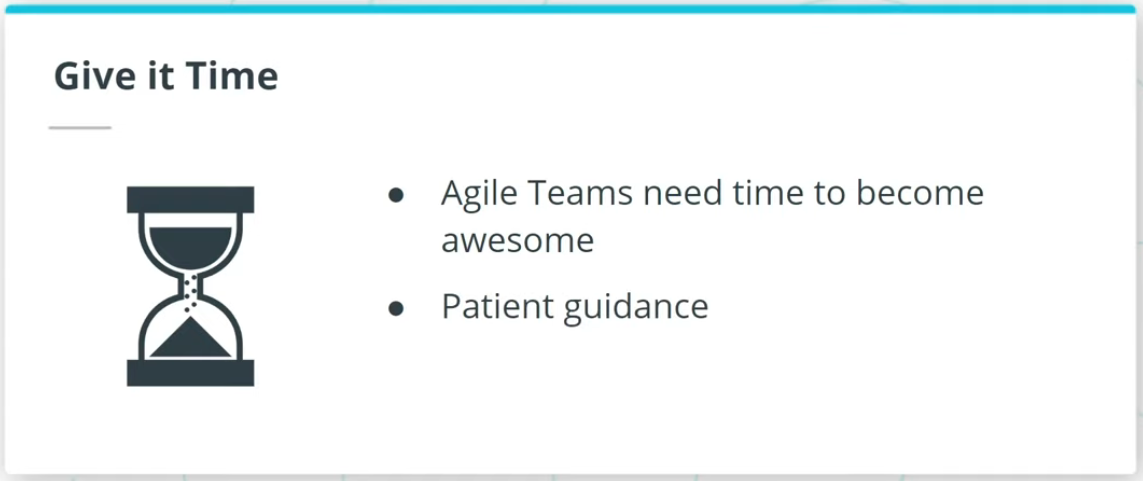 Give it Time
● Agile Teams need time to become
awesome
● Patient guidance